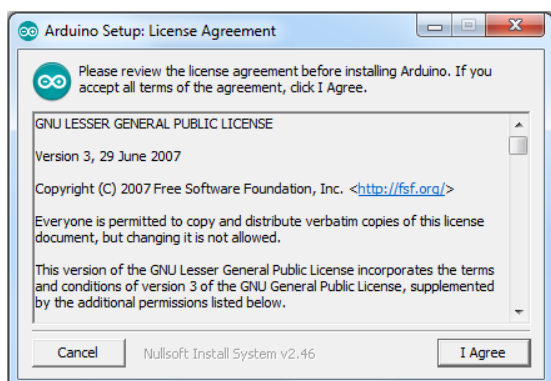 Arduino Setup: License Agreement
Please review the license agreement before installing Arduino. If you
accept all terms of the agreement, click I Agree.
GNU LESSER GENERAL PUBLIC LICENSE
Version 3, 29 June 2007
Copyright (C) 2007 Free Software Foundation, Inc. <http://fsf.org/>
Everyone is permitted to copy and distribute verbatim copies of this license
document, but changing it is not allowed.
This version of the GNU Lesser General Public License incorporates the terms
and conditions of version 3 of the GNU General Public License, supplemented
by the additional permissions listed below.
Cancel
Nullsoft Install System v2.46
I Agree